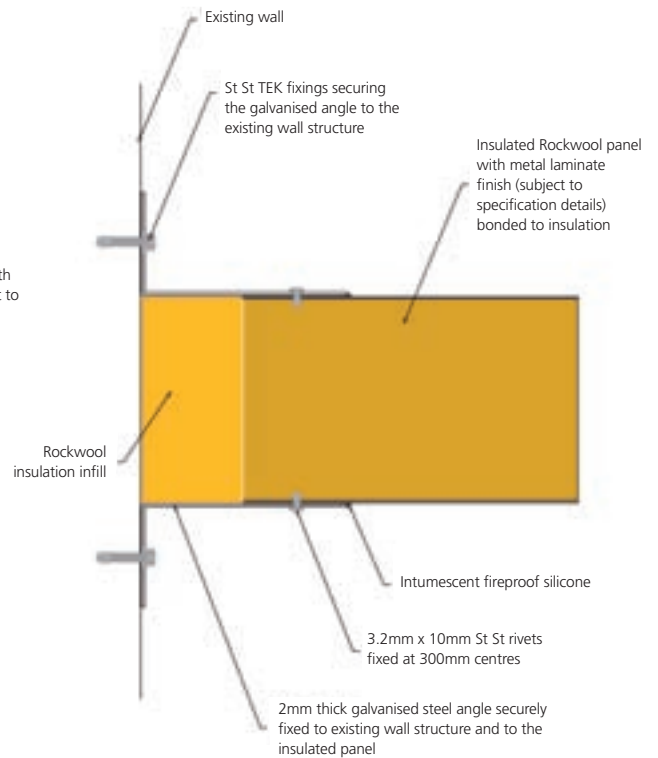 Existing wall
St St TEK fixings securing
the galvanised angle to the
existing wall structure
Insulated Rockwool panel
with metal laminate
finish (subject to
specification details)
bonded to insulation
to
Rockwool
insulation infill
Intumescent fireproof silicone
3.2mm x 10mm St St rivets
fixed at 300mm centres
2mm thick galvanised steel angle securely
fixed to existing wall structure and to the
insulated panel